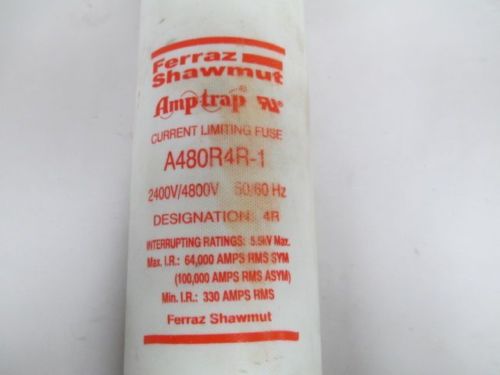 Ferraz
Shawmut
Amp-trap®
CURRENT LIMITING FUSE
A480R4R-1
2400V/4800V 50/60 Hz
DESIGNATION: 4R
INTERRUPTING RATINGS: 5.5kV Max.
Max. I.R.: 64,000 AMPS RMS SYM
(100,000 AMPS RMS ASYM)
Min. I.R.: 330 AMPS RMS
Ferraz Shawmut